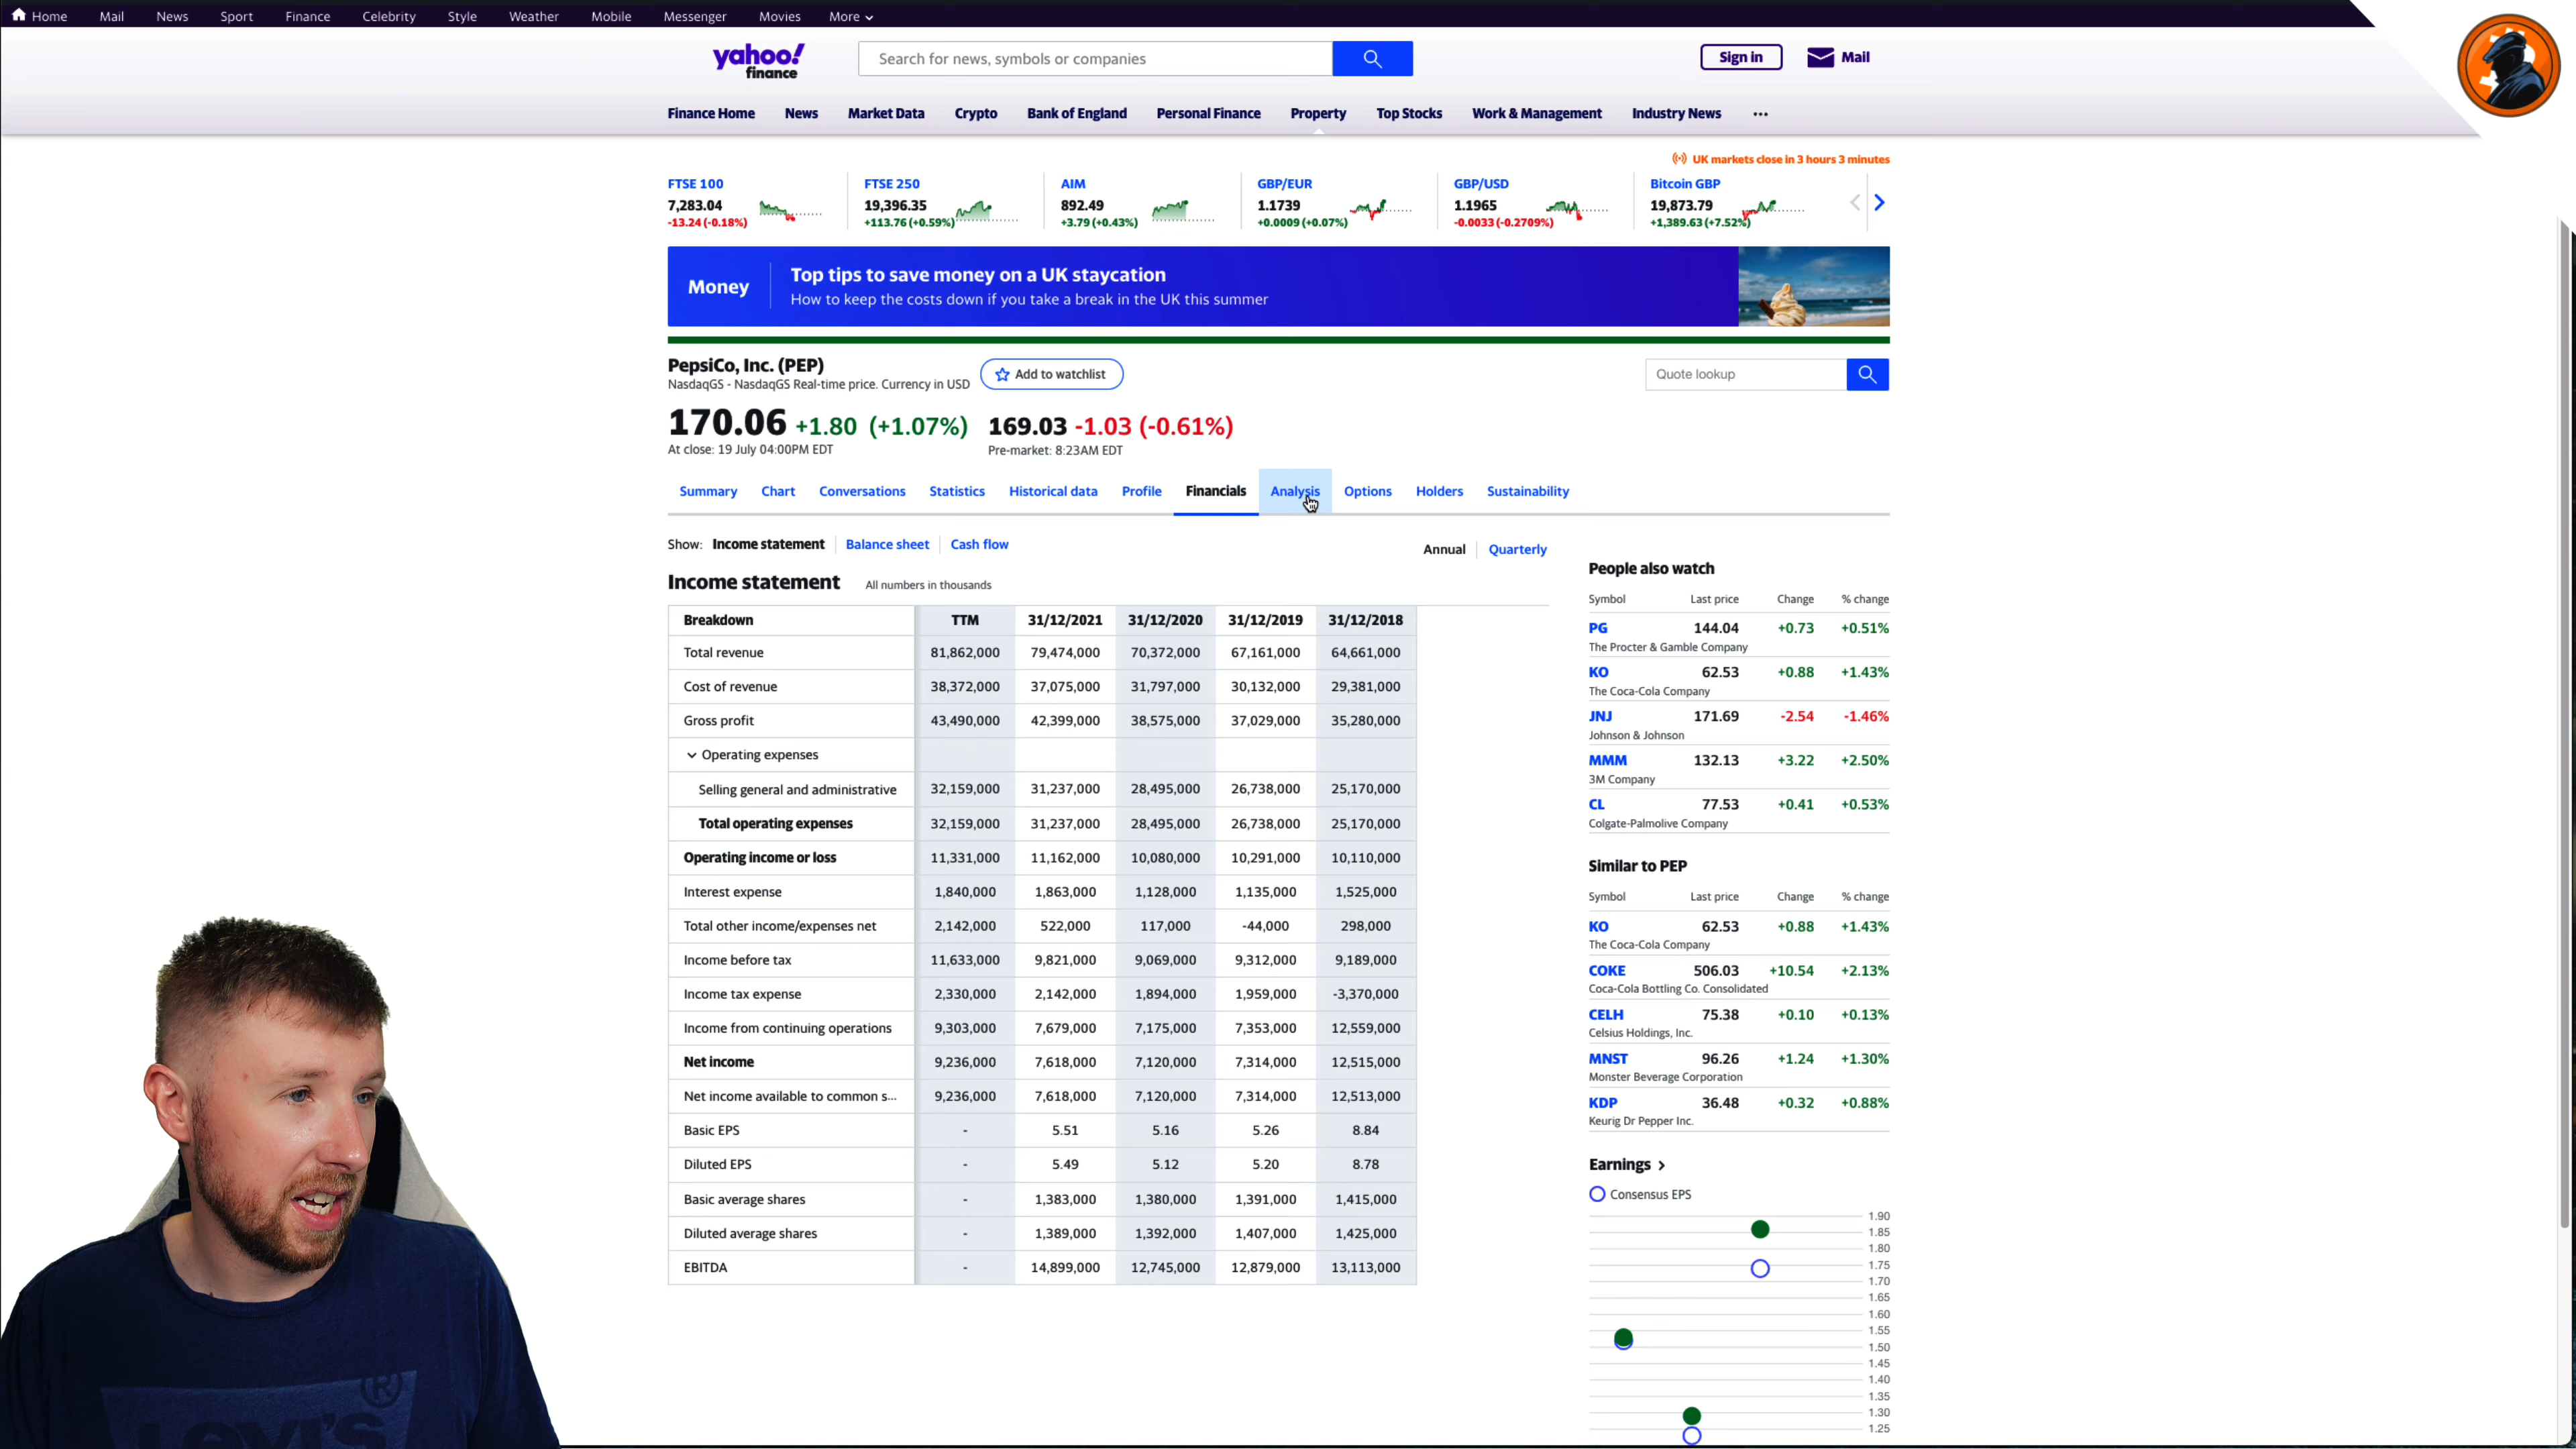 Home Mail News Sport Finance Celebrity Style Weather Mobile Messenger Movies More
yahoo!
finance
Search for news, symbols or companies
Sign in
Mail
Finance Home News Market Data Crypto Bank of England Personal Finance Property Top Stocks Work & Management Industry News ...
UK markets close in 3 hours 3 minutes
FTSE 100 FTSE 250 AIM GBP/EUR GBP/USD Bitcoin GBP
7,283.04 19,396.35 892.49 1.1739 1.1965 19,873.79
-13.24 (-0.18%) +113.76 (+0.59%) +3.79 (+0.43%) +0.0009 (+0.07%) -0.0033 (-0.2709%) +1,389.63 (+7.52%)
Money
Top tips to save money on a UK staycation
How to keep the costs down if you take a break in the UK this summer
PepsiCo, Inc. (PEP)
NasdaqGS - NasdaqGS Real-time price. Currency in USD
Add to watchlist
Quote lookup
170.06 +1.80 (+1.07%) 169.03 -1.03 (-0.61%)
At close: 19 July 04:00PM EDT Pre-market: 8:23AM EDT
Summary Chart Conversations Statistics Historical data Profile Financials Analysis Options Holders Sustainability
Show: Income statement Balance sheet Cash flow
Annual Quarterly
Income statement All numbers in thousands
Breakdown TTM 31/12/2021 31/12/2020 31/12/2019 31/12/2018
Total revenue 81,862,000 79,474,000 70,372,000 67,161,000 64,661,000
Cost of revenue 38,372,000 37,075,000 31,797,000 30,132,000 29,381,000
Gross profit 43,490,000 42,399,000 38,575,000 37,029,000 35,280,000
Operating expenses
Selling general and administrative 32,159,000 31,237,000 28,495,000 26,738,000 25,170,000
Total operating expenses 32,159,000 31,237,000 28,495,000 26,738,000 25,170,000
Operating income or loss 11,331,000 11,162,000 10,080,000 10,291,000 10,110,000
Interest expense 1,840,000 1,863,000 1,128,000 1,135,000 1,525,000
Total other income/expenses net 2,142,000 522,000 117,000 -44,000 298,000
Income before tax 11,633,000 9,821,000 9,069,000 9,312,000 9,189,000
Income tax expense 2,330,000 2,142,000 1,894,000 1,959,000 -3,370,000
Income from continuing operations 9,303,000 7,679,000 7,175,000 7,353,000 12,559,000
Net income 9,236,000 7,618,000 7,120,000 7,314,000 12,515,000
Net income available to common s... 9,236,000 7,618,000 7,120,000 7,314,000 12,513,000
Basic EPS - 5.51 5.16 5.26 8.84
Diluted EPS - 5.49 5.12 5.20 8.78
Basic average shares - 1,383,000 1,380,000 1,391,000 1,415,000
Diluted average shares - 1,389,000 1,392,000 1,407,000 1,425,000
EBITDA - 14,899,000 12,745,000 12,879,000 13,113,000
People also watch
Symbol Last price Change % change
PG 144.04 +0.73 +0.51%
The Procter & Gamble Company
KO 62.53 +0.88 +1.43%
The Coca-Cola Company
JNJ 171.69 -2.54 -1.46%
Johnson & Johnson
MMM 132.13 +3.22 +2.50%
3M Company
CL 77.53 +0.41 +0.53%
Colgate-Palmolive Company
Similar to PEP
Symbol Last price Change % change
KO 62.53 +0.88 +1.43%
The Coca-Cola Company
COKE 506.03 +10.54 +2.13%
Coca-Cola Bottling Co. Consolidated
CELH 75.38 +0.10 +0.13%
Celsius Holdings, Inc.
MNST 96.26 +1.24 +1.30%
Monster Beverage Corporation
KDP 36.48 +0.32 +0.88%
Keurig Dr Pepper Inc.
Earnings
Consensus EPS
1.90
1.85
1.80
1.75
1.70
1.65
1.60
1.55
1.50
1.45
1.40
1.35
1.30
1.25
LEVI'S ®